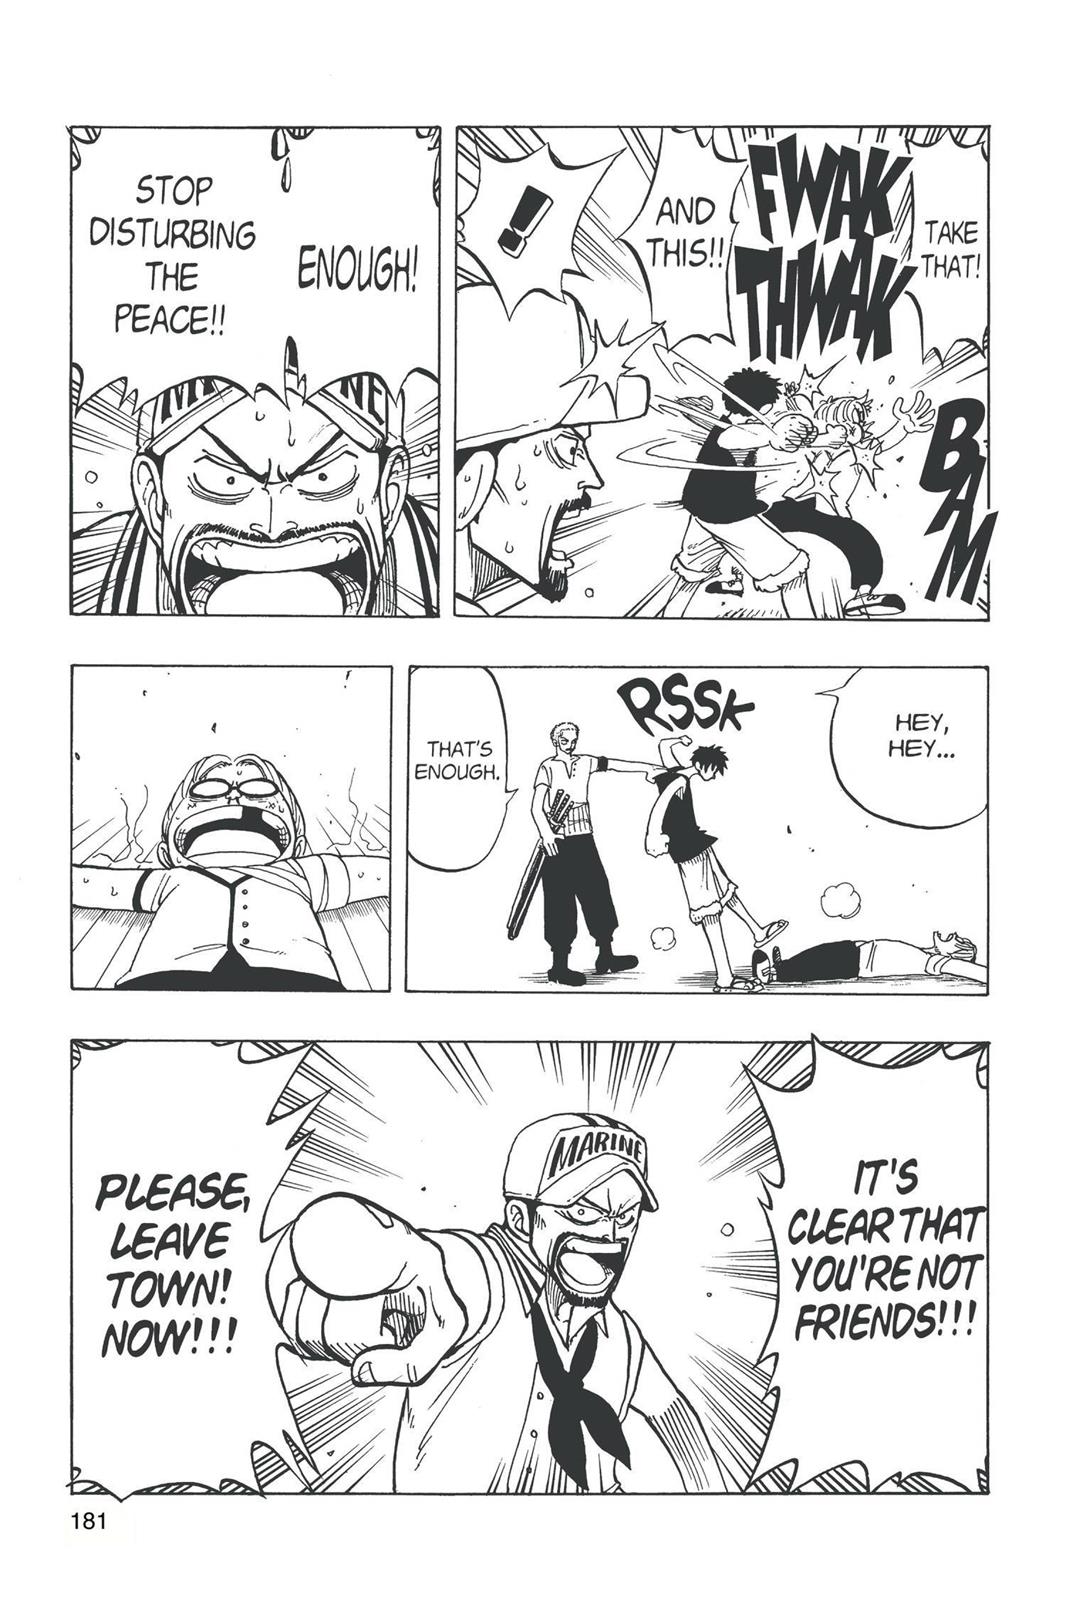 TAKE
THAT!
FWAK
THWAK
AND
THIS!!
!
BAM
ENOUGH!
STOP
DISTURBING
THE
PEACE!!
HEY,
HEY...
RSSK
THAT'S
ENOUGH.
IT'S
CLEAR THAT
YOU'RE NOT
FRIENDS!!!
MARINE
PLEASE,
LEAVE
TOWN!
NOW!!!
181